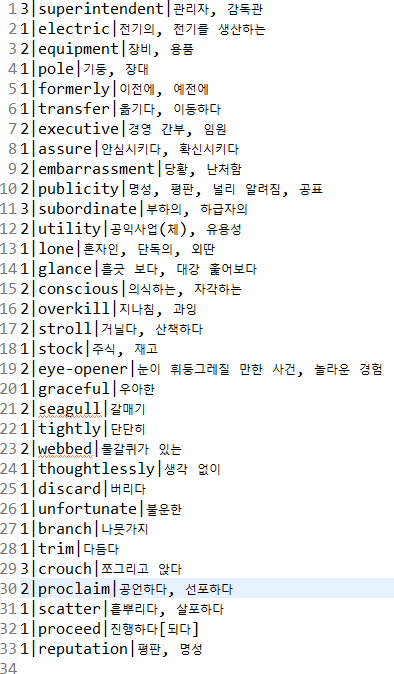 1 3|superintendent|관리자, 감독관
2 1|electric|전기의, 전기를 생산하는
3 2|equipment|장비, 용품
4 1|pole|기둥, 장대
5 1|formerly|이전에, 예전에
6 1|transfer|옮기다, 이동하다
7 2|executive|경영 간부, 임원
8 1|assure|안심시키다, 확신시키다
9 2|embarrassment|당황, 난처함
10 2|publicity|명성, 평판, 널리 알려짐, 공표
11 3|subordinate|부하의, 하급자의
12 2|utility|공익사업(체), 유용성
13 1|lone|혼자인, 단독의, 외딴
14 1|glance|흘긋 보다, 대강 훑어보다
15 2|conscious|의식하는, 자각하는
16 2|overkill|지나침, 과잉
17 2|stroll|거닐다, 산책하다
18 1|stock|주식, 재고
19 2|eye-opener|눈이 휘둥그레질 만한 사건, 놀라운 경험
20 1|graceful|우아한
21 2|seagull|갈매기
22 1|tightly|단단히
23 2|webbed|물갈퀴가 있는
24 1|thoughtlessly|생각 없이
25 1|discard|버리다
26 1|unfortunate|불운한
27 1|branch|나뭇가지
28 1|trim|다듬다
29 3|crouch|쪼그리고 앉다
30 2|proclaim|공언하다, 선포하다
31 1|scatter|흩뿌리다, 살포하다
32 1|proceed|진행하다[되다]
33 1|reputation|평판, 명성
34